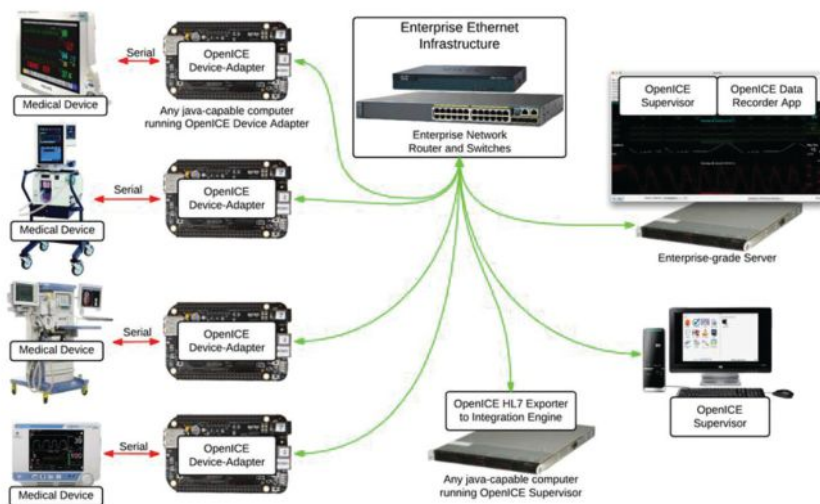 Enterprise Ethernet
Infrastructure
Enterprise Network
Router and Switches
Serial
OpenICE
Device-Adapter
Medical Device
Any java-capable computer
running OpenICE Device Adapter
Serial
OpenICE
Device-Adapter
Medical Device
Serial
OpenICE
Device-Adapter
Medical Device
Serial
OpenICE
Device-Adapter
Medical Device
OpenICE
Supervisor
OpenICE Data
Recorder App
Enterprise-grade Server
OpenICE
Supervisor
OpenICE HL7 Exporter
to Integration Engine
Any java-capable computer
running OpenICE Supervisor